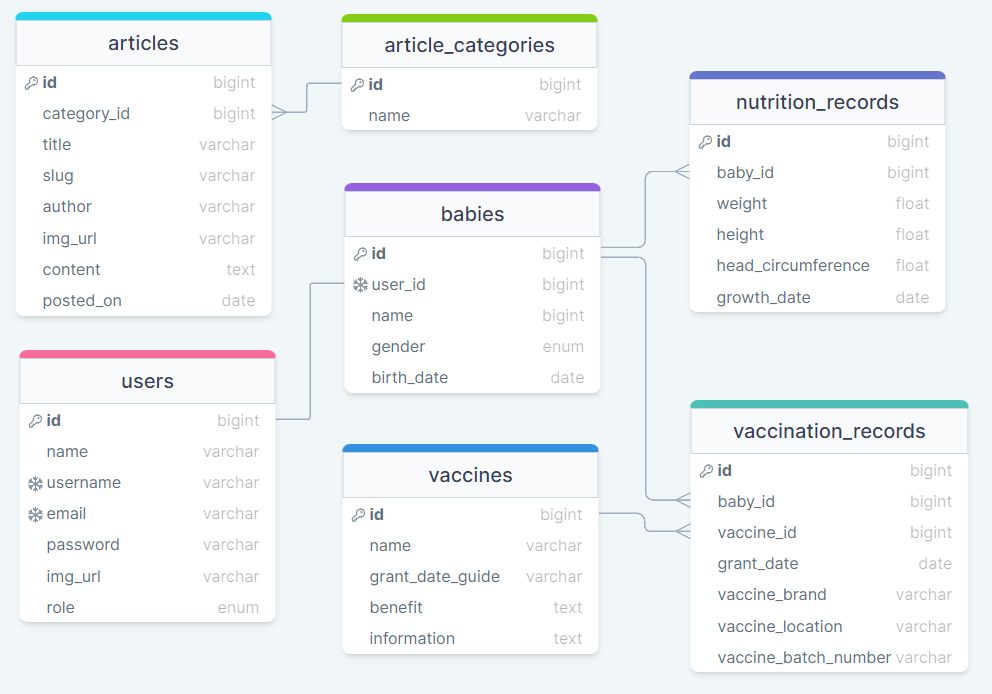 articles
id bigint
category_id bigint
title varchar
slug varchar
author varchar
img_url varchar
content text
posted_on date
article_categories
id bigint
name varchar
nutrition_records
id bigint
baby_id bigint
weight float
height float
head_circumference float
growth_date date
babies
id bigint
user_id bigint
name bigint
gender enum
birth_date date
users
id bigint
name varchar
username varchar
email varchar
password varchar
img_url varchar
role enum
vaccines
id bigint
name varchar
grant_date_guide varchar
benefit text
information text
vaccination_records
id bigint
baby_id bigint
vaccine_id bigint
grant_date date
vaccine_brand varchar
vaccine_location varchar
vaccine_batch_number varchar